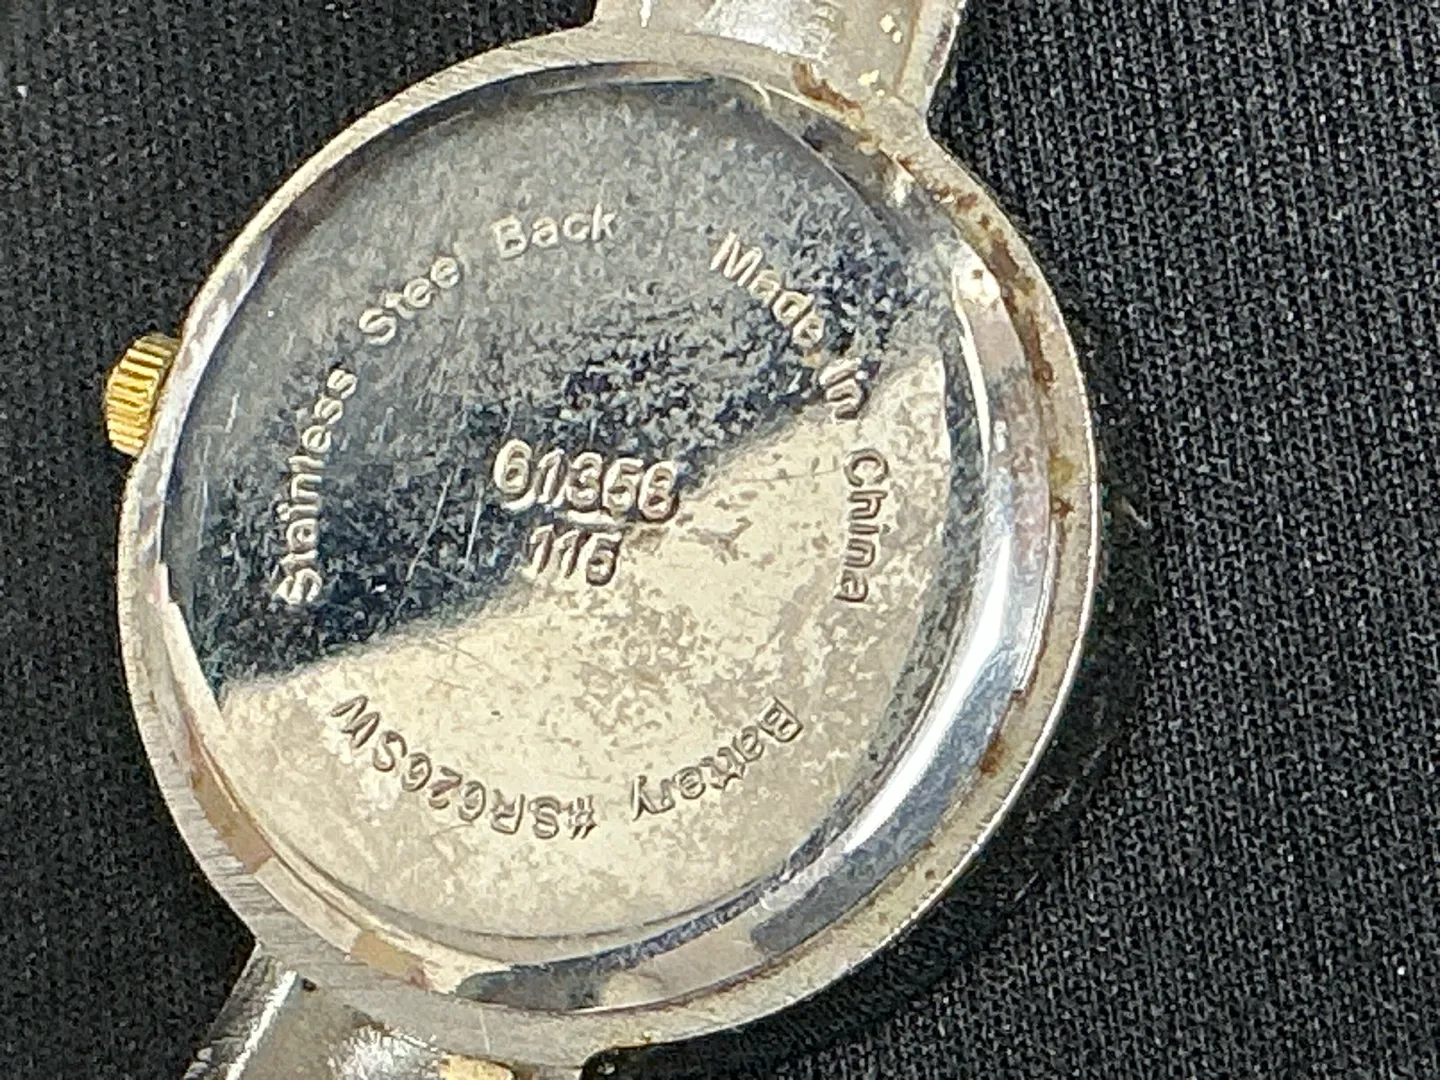 Stainless Steel Back
Made In China
61358
115
Battery #SR626SW